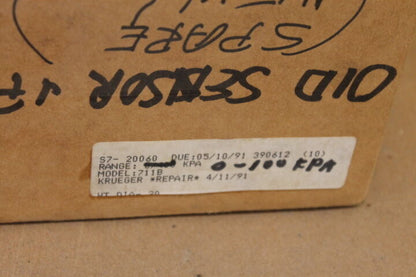 NEW
SPARE
OLD SENSOR
S7- 20060 DUE:05/10/91 390612 (10)
RANGE: KPA 0-100 KPA
MODEL:711B
KRUEGER *REPAIR* 4/11/91